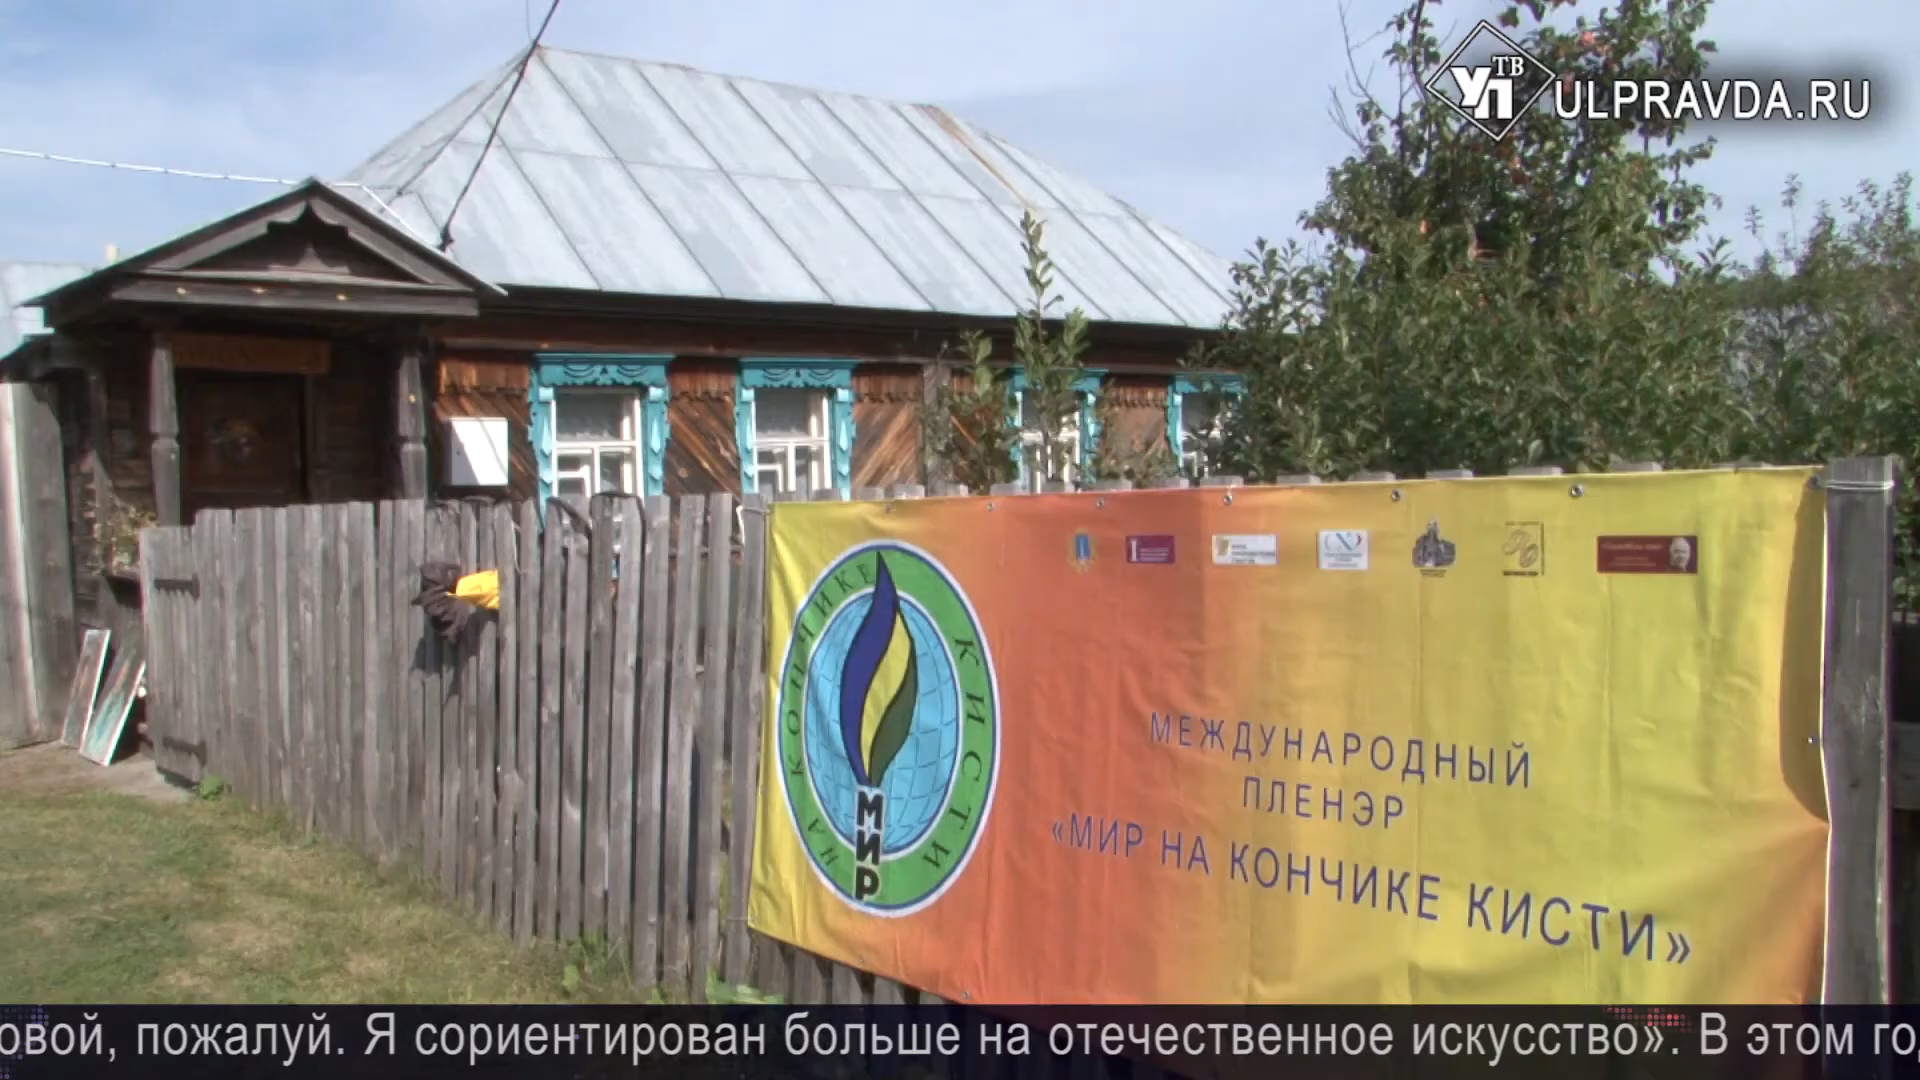 УП ТВ
ULPRAVDA.RU
НА КОНЧИКЕ КИСТИ
МИР
МЕЖДУНАРОДНЫЙ
ПЛЕНЭР
«МИР НА КОНЧИКЕ КИСТИ»
овой, пожалуй. Я сориентирован больше на отечественное искусство». В этом го